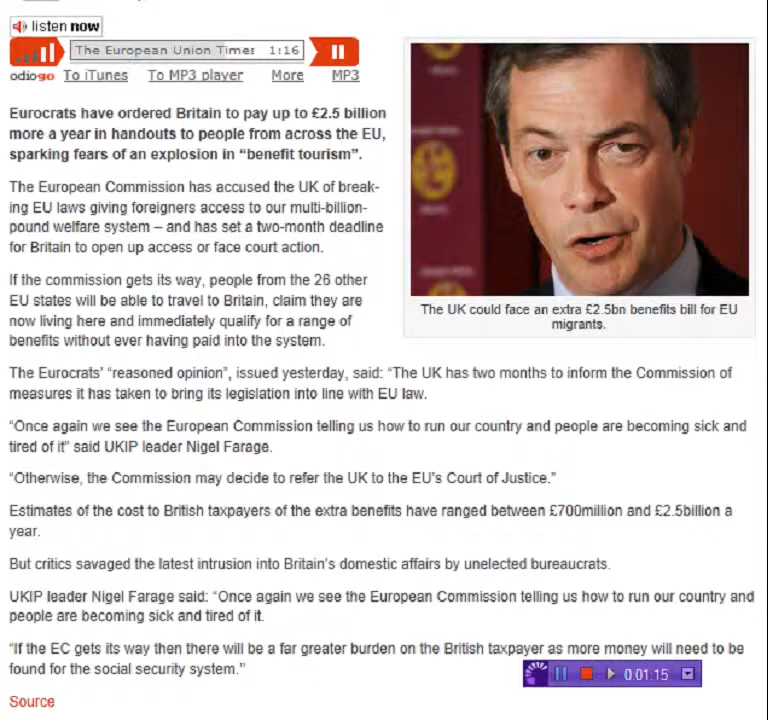 listen now
The European Union Times 1:16
odiogo To iTunes To MP3 player More MP3
Eurocrats have ordered Britain to pay up to £2.5 billion
more a year in handouts to people from across the EU,
sparking fears of an explosion in “benefit tourism”.
The European Commission has accused the UK of break-
ing EU laws giving foreigners access to our multi-billion-
pound welfare system – and has set a two-month deadline
for Britain to open up access or face court action.
If the commission gets its way, people from the 26 other
EU states will be able to travel to Britain, claim they are
now living here and immediately qualify for a range of
benefits without ever having paid into the system.
The UK could face an extra £2.5bn benefits bill for EU
migrants.
The Eurocrats’ “reasoned opinion”, issued yesterday, said: “The UK has two months to inform the Commission of
measures it has taken to bring its legislation into line with EU law.
“Once again we see the European Commission telling us how to run our country and people are becoming sick and
tired of it” said UKIP leader Nigel Farage.
“Otherwise, the Commission may decide to refer the UK to the EU’s Court of Justice.”
Estimates of the cost to British taxpayers of the extra benefits have ranged between £700million and £2.5billion a
year.
But critics savaged the latest intrusion into Britain’s domestic affairs by unelected bureaucrats.
UKIP leader Nigel Farage said: “Once again we see the European Commission telling us how to run our country and
people are becoming sick and tired of it.
“If the EC gets its way then there will be a far greater burden on the British taxpayer as more money will need to be
found for the social security system.”
0:01:15
Source